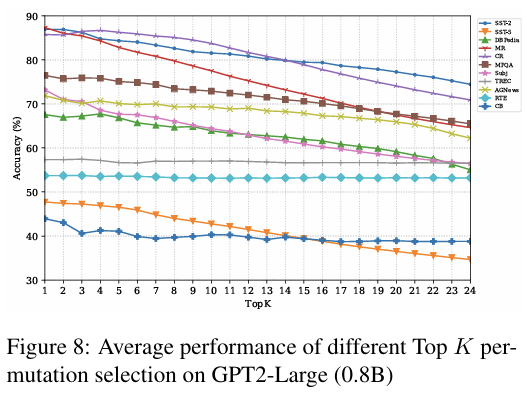 90
80
70
60
50
40
30
Accuracy (%)
1 2 3 4 5 6 7 8 9 10 11 12 13 14 15 16 17 18 19 20 21 22 23 24
Top K
SST-2
SST-5
DBPedia
MR
CR
MPQA
Subj
TREC
AGNews
RTE
CB
Figure 8: Average performance of different Top K per-
mutation selection on GPT2-Large (0.8B)